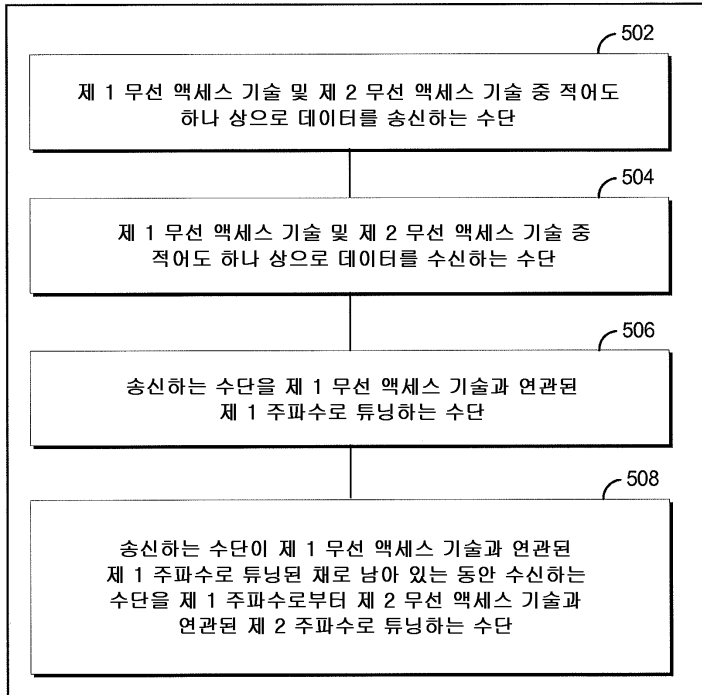 502
제 1 무선 액세스 기술 및 제 2 무선 액세스 기술 중 적어도
하나 상으로 데이터를 송신하는 수단
504
제 1 무선 액세스 기술 및 제 2 무선 액세스 기술 중
적어도 하나 상으로 데이터를 수신하는 수단
506
송신하는 수단을 제 1 무선 액세스 기술과 연관된
제 1 주파수로 튜닝하는 수단
508
송신하는 수단이 제 1 무선 액세스 기술과 연관된
제 1 주파수로 튜닝된 채로 남아 있는 동안 수신하는
수단을 제 1 주파수로부터 제 2 무선 액세스 기술과
연관된 제 2 주파수로 튜닝하는 수단